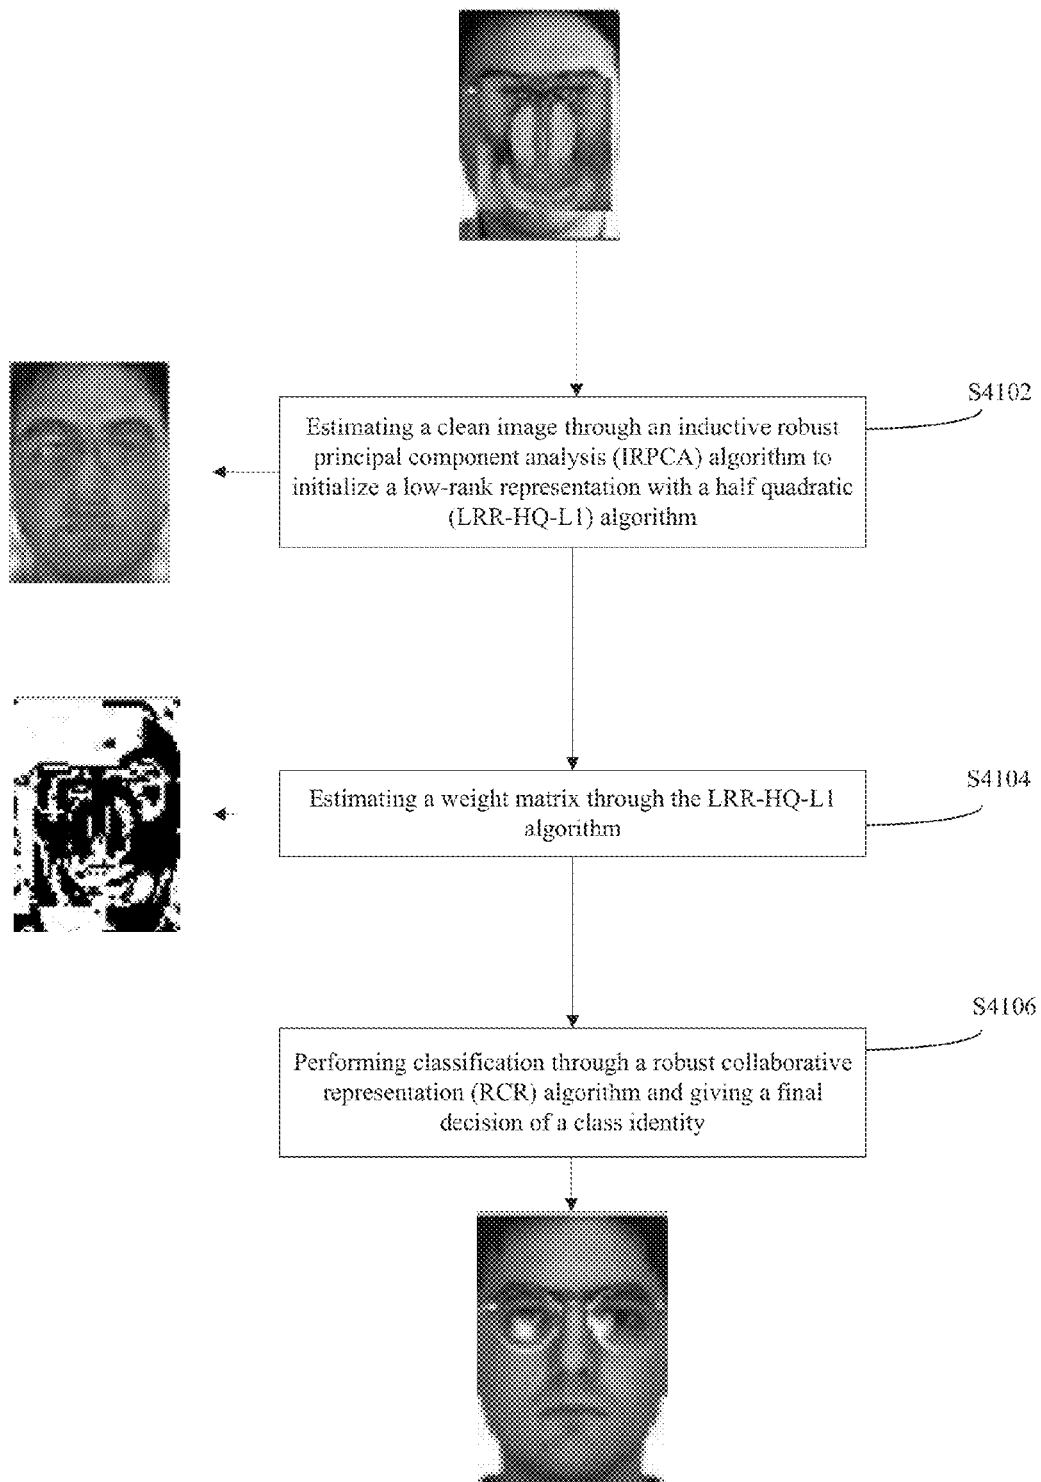 S4102
Estimating a clean image through an inductive robust
principal component analysis (IRPCA) algorithm to
initialize a low-rank representation with a half quadratic
(LRR-HQ-L1) algorithm
S4104
Estimating a weight matrix through the LRR-HQ-L1
algorithm
S4106
Performing classification through a robust collaborative
representation (RCR) algorithm and giving a final
decision of a class identity